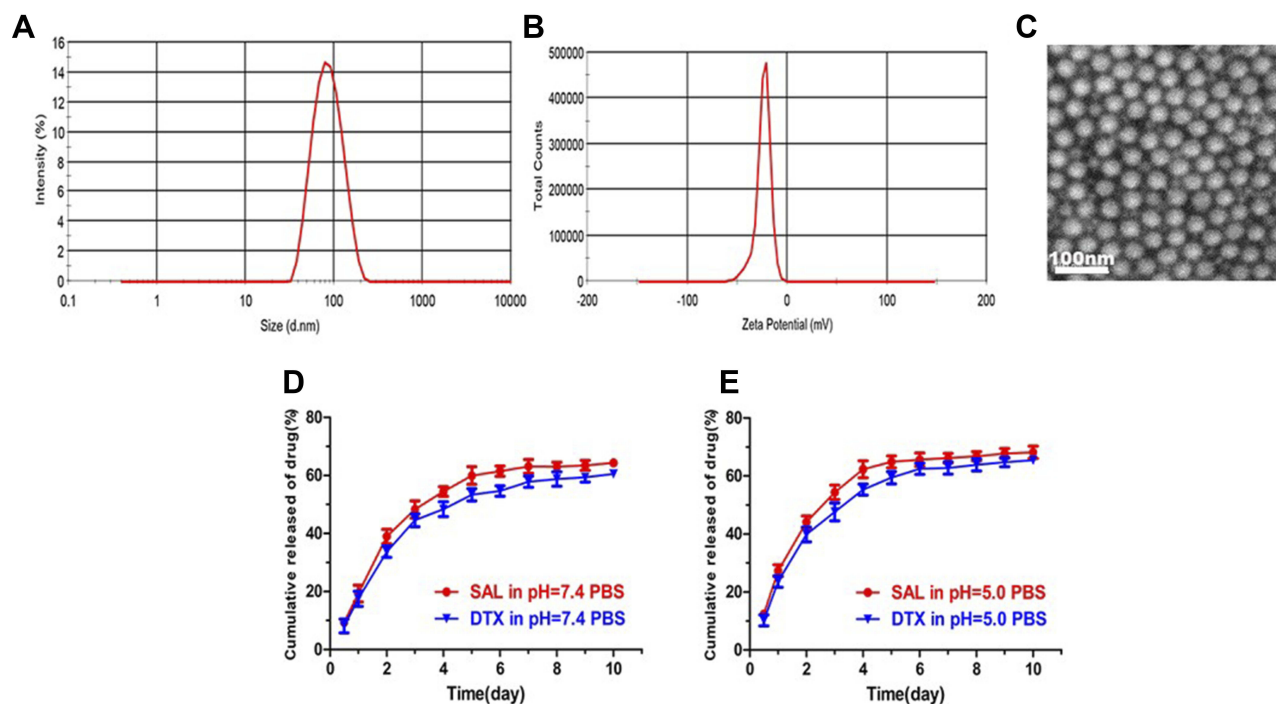 A
Intensity (%)
16
14
12
10
8
6
4
2
0
0.1 1 10 100 1000 10000
Size (d.nm)
B
Total Counts
500000
400000
300000
200000
100000
0
-200 -100 0 100 200
Zeta Potential (mV)
C
100nm
D
Cumulative released of drug(%)
80
60
40
20
0
SAL in pH=7.4 PBS
DTX in pH=7.4 PBS
0 2 4 6 8 10
Time(day)
E
Cumulative released of drug(%)
80
60
40
20
0
SAL in pH=5.0 PBS
DTX in pH=5.0 PBS
0 2 4 6 8 10
Time(day)